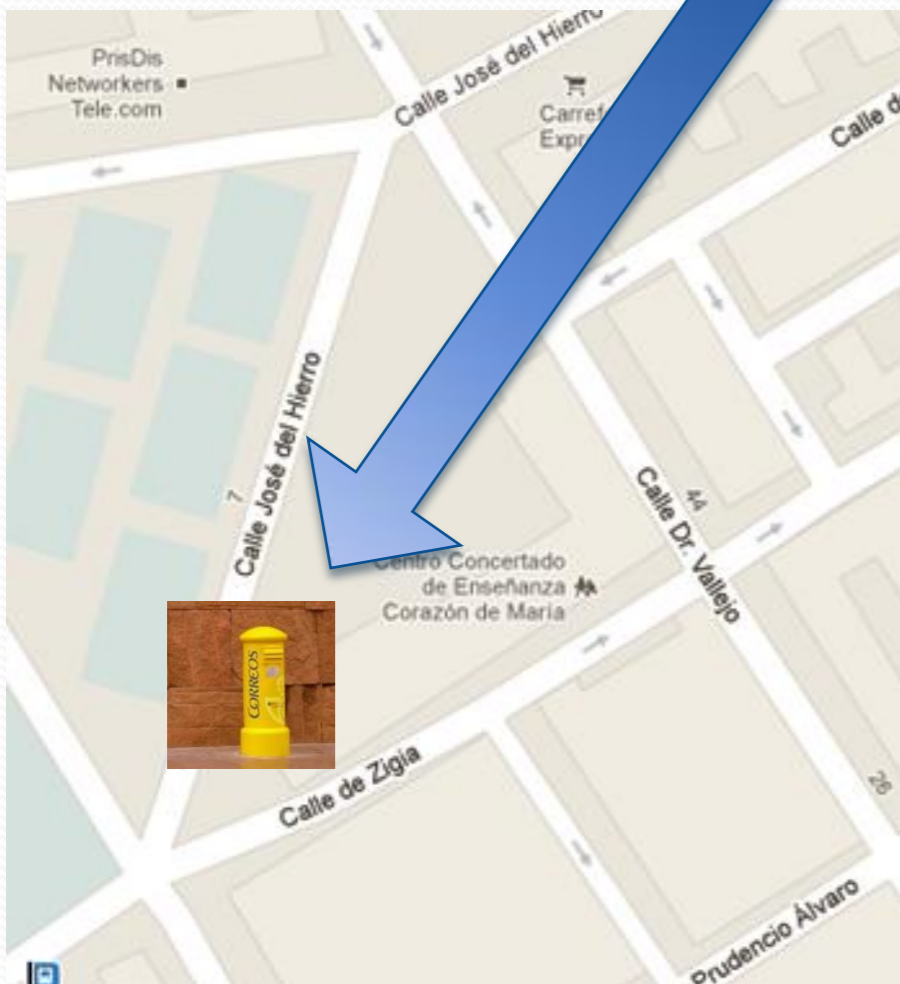 PrisDis
Networkers
Tele.com
Calle José del Hierro
Carref
Expr
Calle d
Calle José del Hierro
7
Calle Dr. Vallejo
44
Centro Concertado
de Enseñanza
Corazón de María
CORREOS
Calle de Zigia
26
Prudencio Álvaro